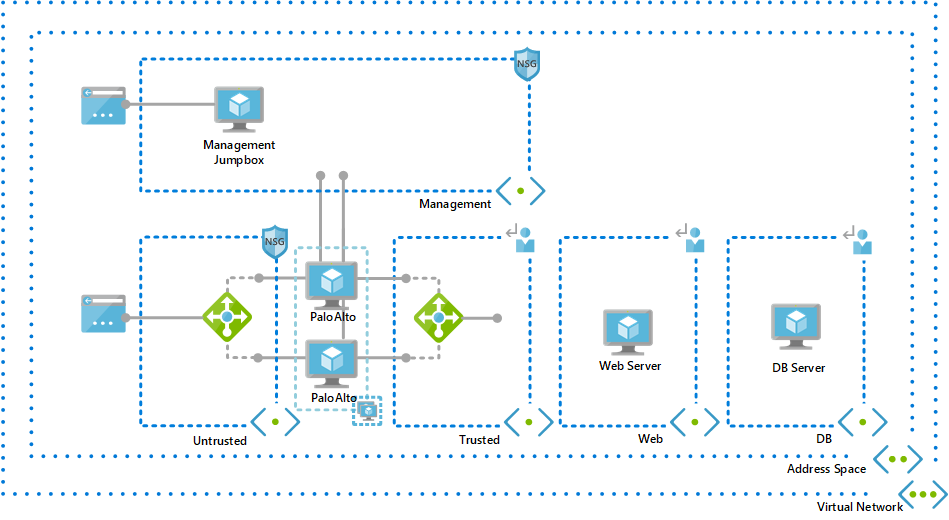 NSG
Management
Jumpbox
Management
NSG
PaloAlto
PaloAlto
Web Server
DB Server
Untrusted
Trusted
Web
DB
Address Space
Virtual Network